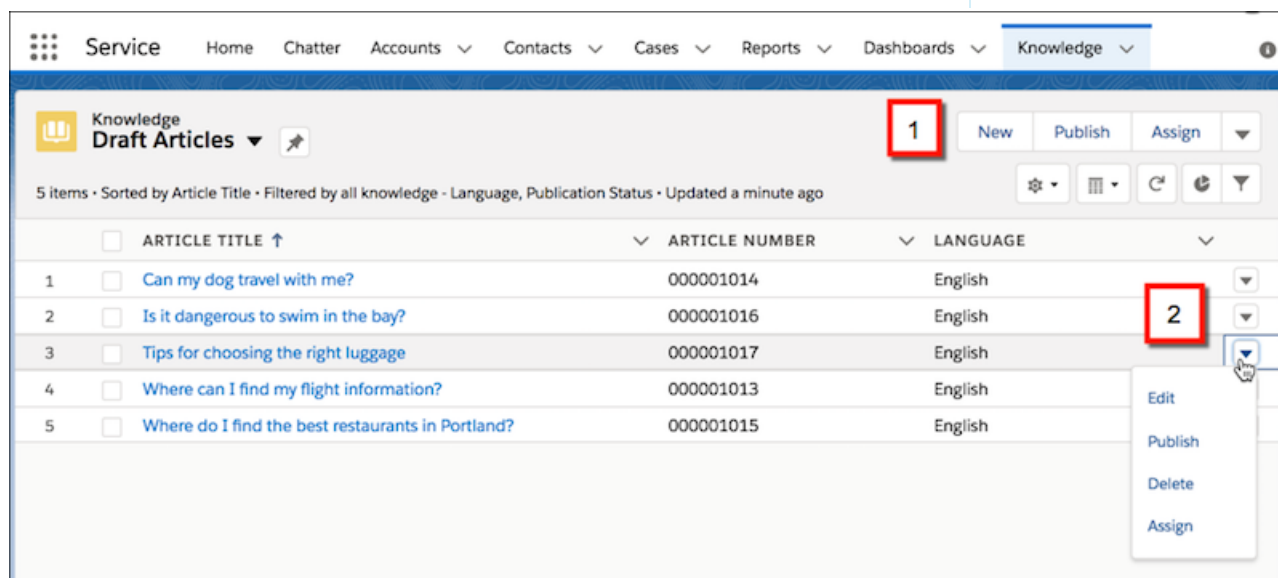 Service Home Chatter Accounts Contacts Cases Reports Dashboards Knowledge
Knowledge
Draft Articles
1
New Publish Assign
5 items • Sorted by Article Title • Filtered by all knowledge - Language, Publication Status • Updated a minute ago
ARTICLE TITLE ARTICLE NUMBER LANGUAGE
1 Can my dog travel with me? 000001014 English
2 Is it dangerous to swim in the bay? 000001016 English
2
3 Tips for choosing the right luggage 000001017 English
4 Where can I find my flight information? 000001013 English
5 Where do I find the best restaurants in Portland? 000001015 English
Edit
Publish
Delete
Assign